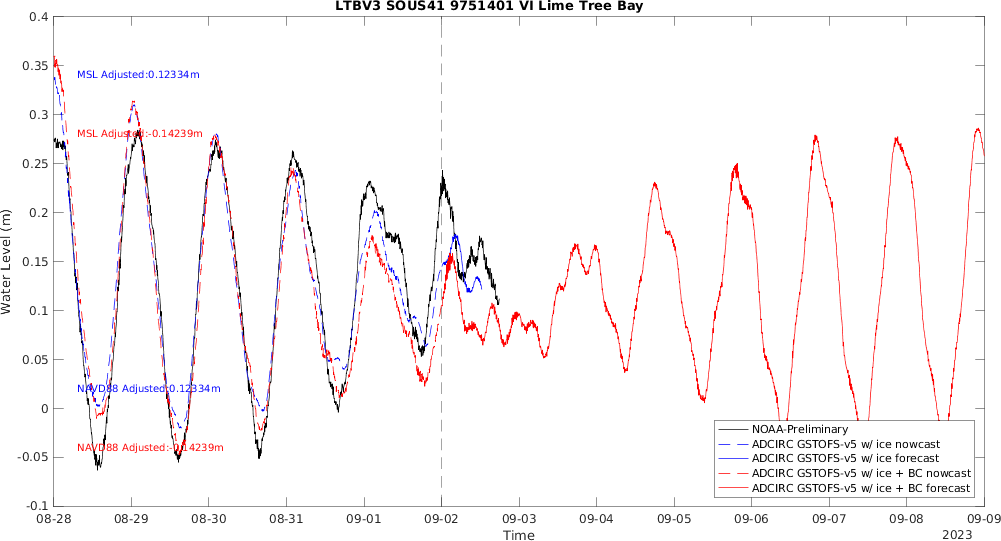 LTBV3 SOUS41 9751401 VI Lime Tree Bay
0.4
0.35
0.3
0.25
0.2
0.15
0.1
0.05
0
-0.05
-0.1
Water Level (m)
MSL Adjusted:0.12334m
MSL Adjusted:-0.14239m
NAVD88 Adjusted:0.12334m
NAVD88 Adjusted:-0.14239m
NOAA-Preliminary
ADCIRC GSTOFS-v5 w/ ice nowcast
ADCIRC GSTOFS-v5 w/ ice forecast
ADCIRC GSTOFS-v5 w/ ice + BC nowcast
ADCIRC GSTOFS-v5 w/ ice + BC forecast
08-28 08-29 08-30 08-31 09-01 09-02 09-03 09-04 09-05 09-06 09-07 09-08 09-09
Time
2023